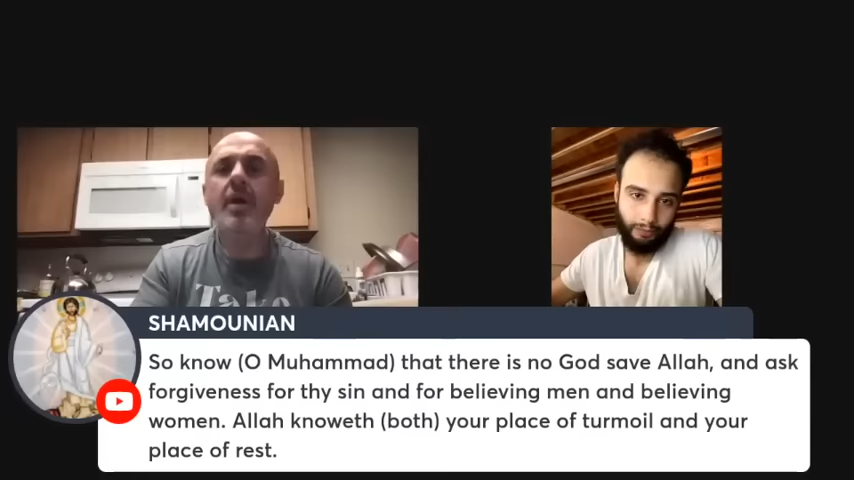 Take
SHAMOUNIAN
So know (O Muhammad) that there is no God save Allah, and ask
forgiveness for thy sin and for believing men and believing
women. Allah knoweth (both) your place of turmoil and your
place of rest.